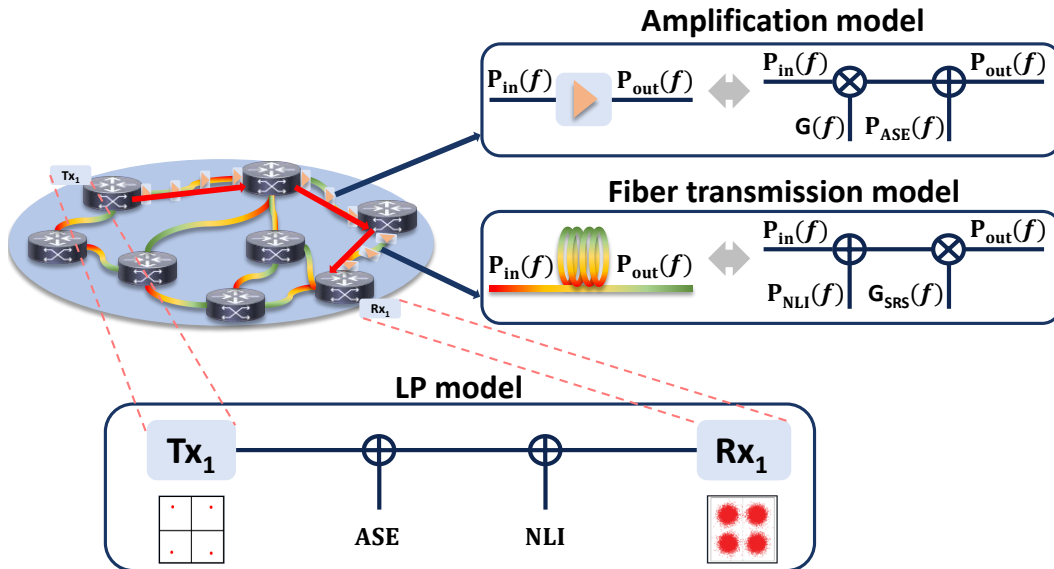 Amplification model
P_in(f) P_out(f) P_in(f) P_out(f)
G(f) P_ASE(f)
Tx₁
Fiber transmission model
P_in(f) P_out(f) P_in(f) P_out(f)
P_NLI(f) G_SRS(f)
Rx₁
LP model
Tx₁ Rx₁
ASE NLI